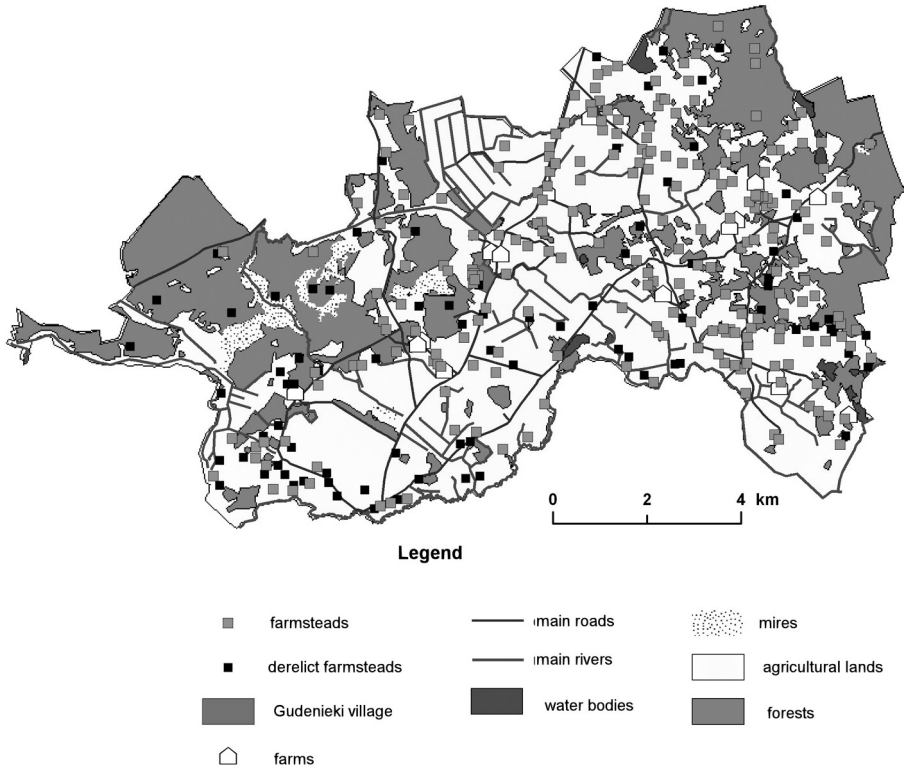 0 2 4 km
Legend
farmsteads
derelict farmsteads
Gudenieki village
farms
main roads
main rivers
water bodies
mires
agricultural lands
forests